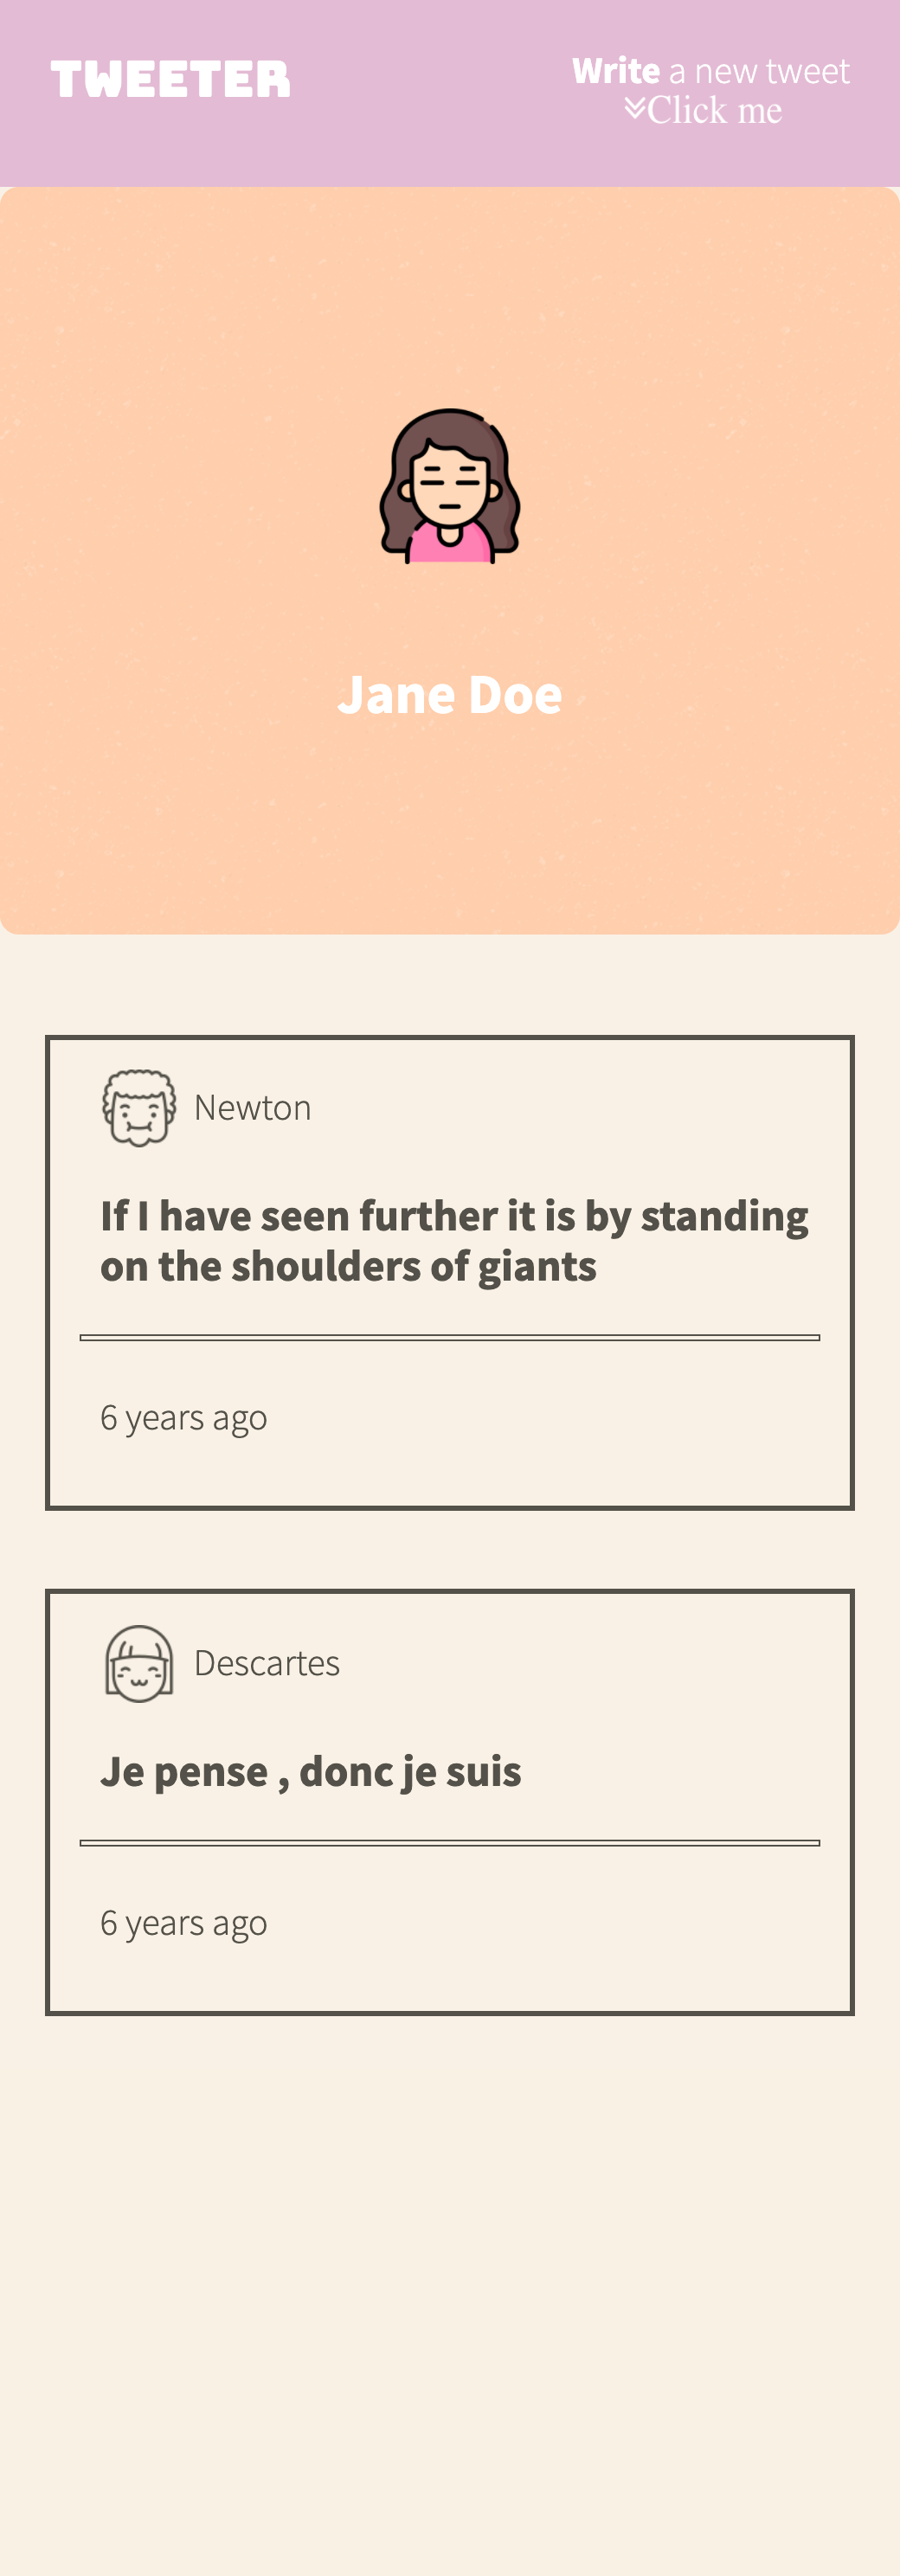 TWEETER
Write a new tweet
Click me
Jane Doe
Newton
If I have seen further it is by standing
on the shoulders of giants
6 years ago
Descartes
Je pense , donc je suis
6 years ago